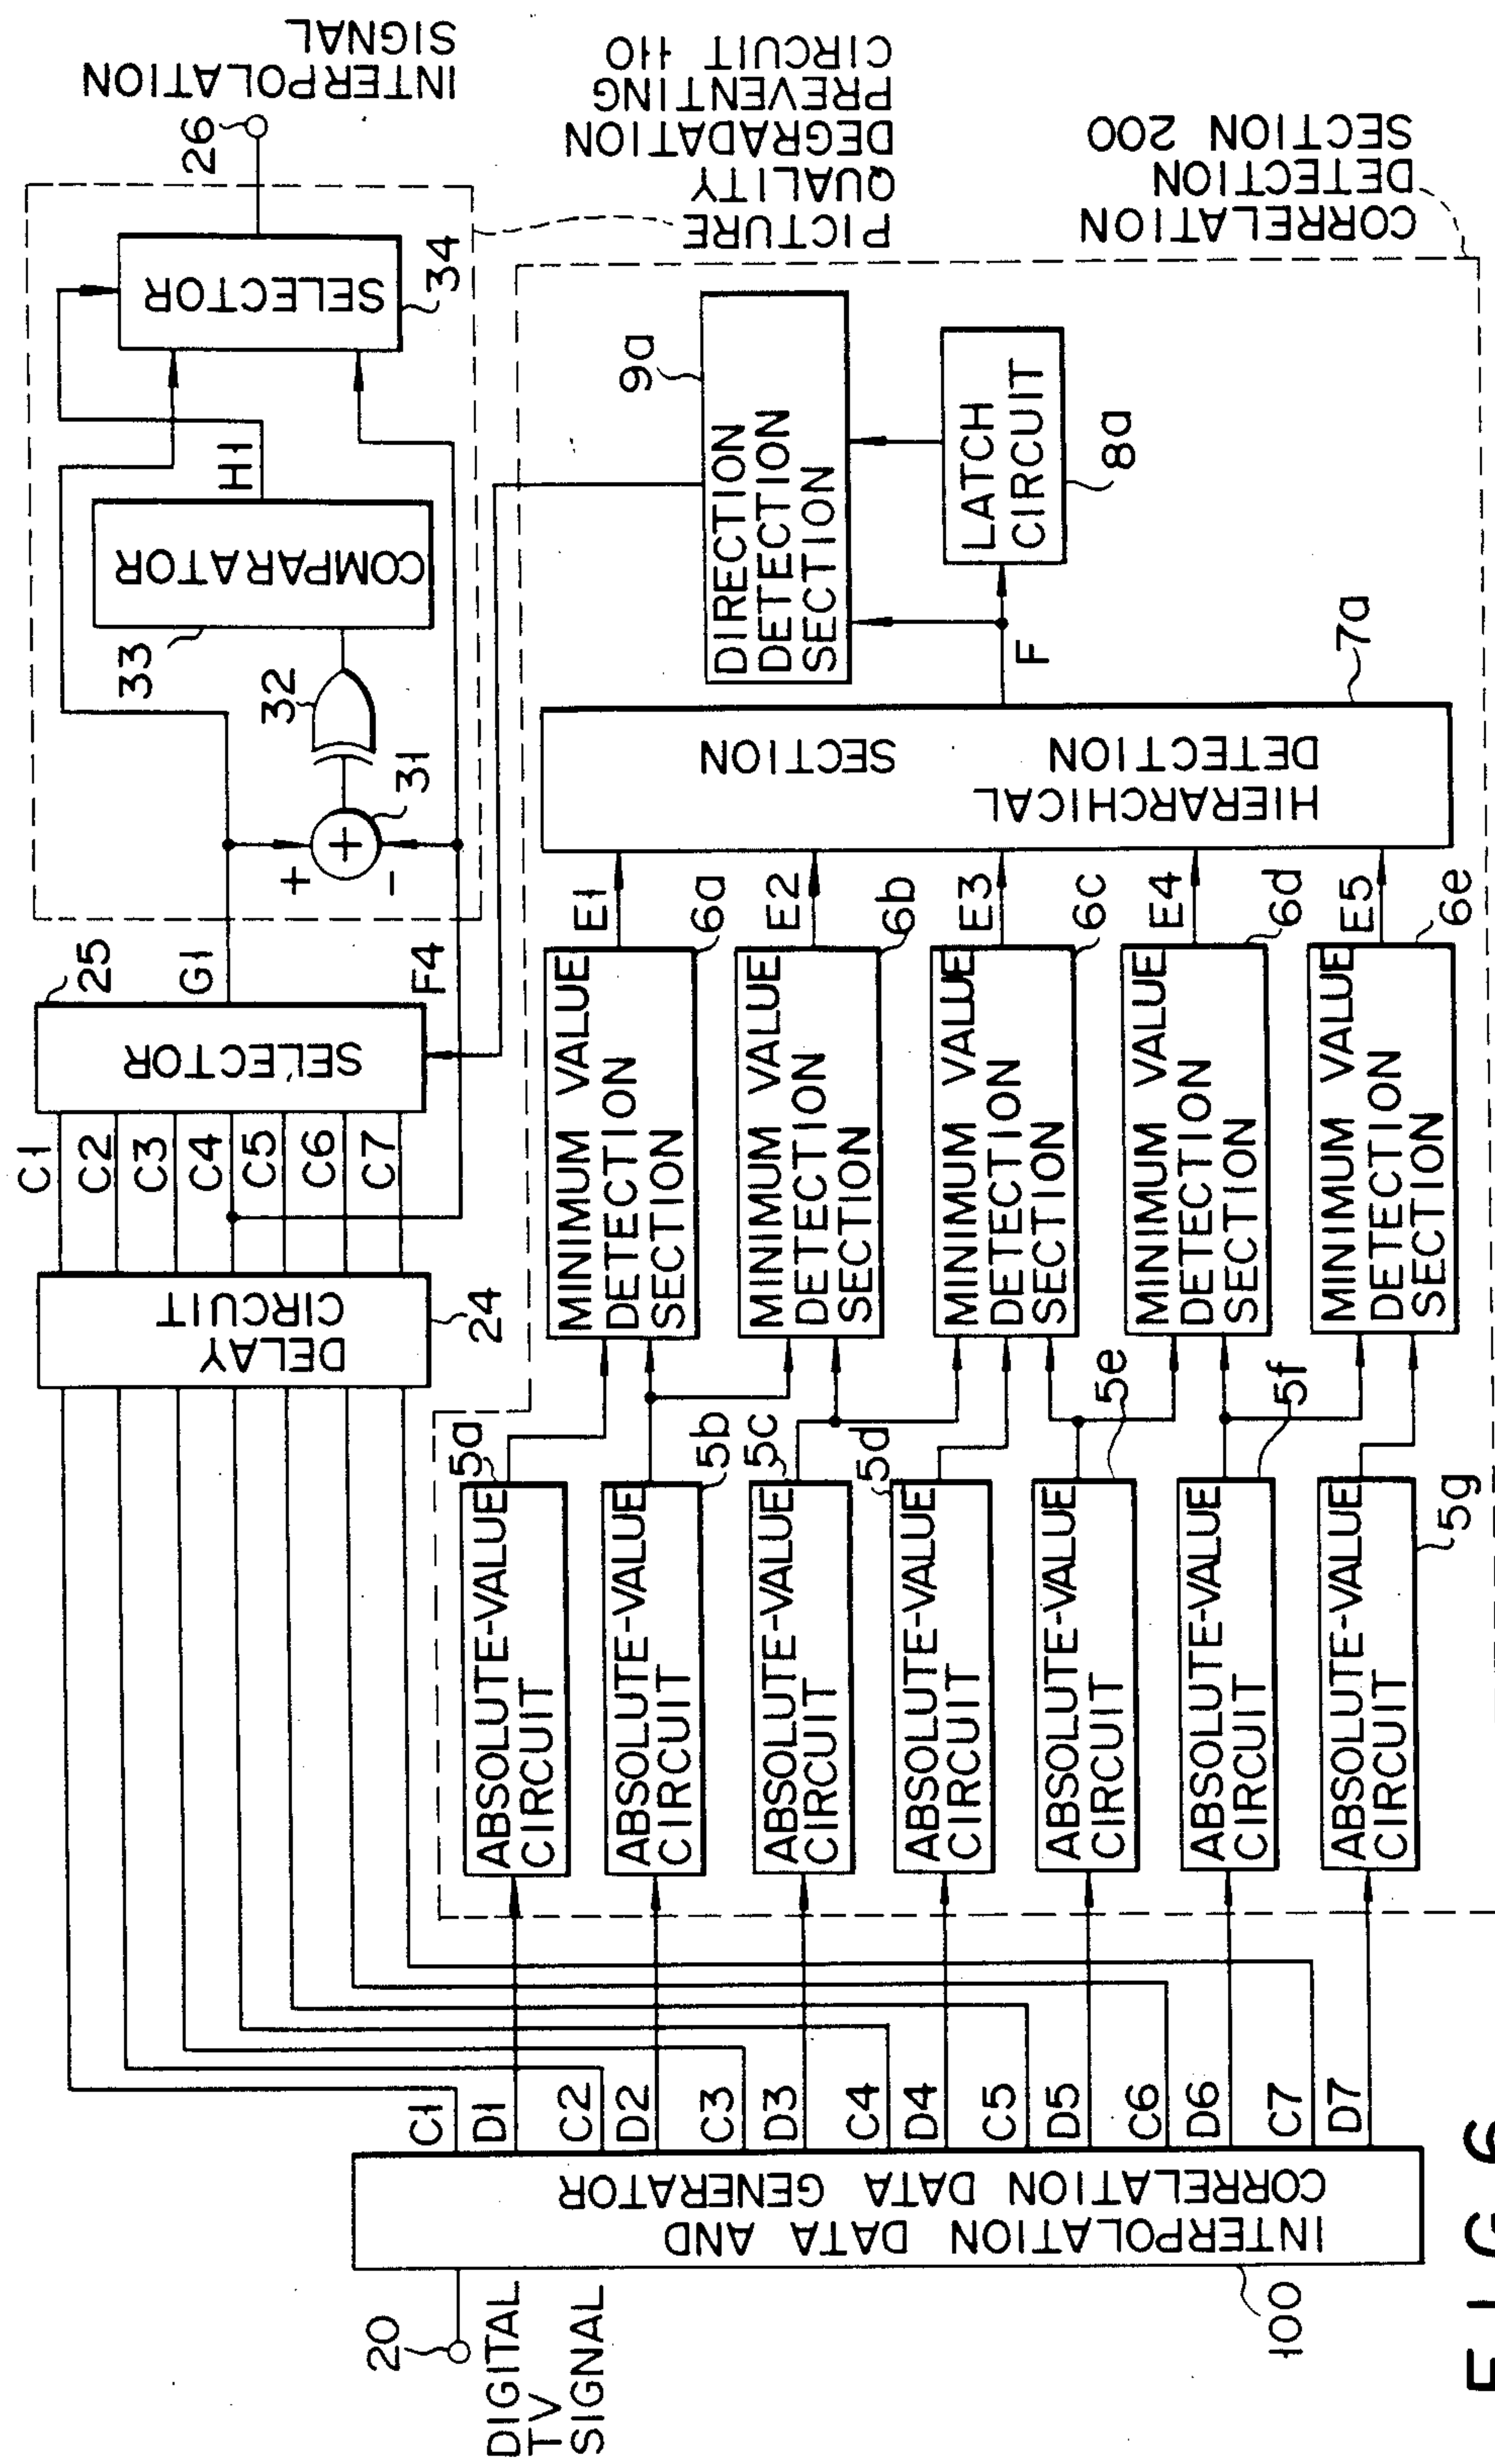 INTERPOLATION
SIGNAL
26
PICTURE
QUALITY
DEGRADATION
PREVENTING
CIRCUIT 110
CORRELATION
DETECTION
SECTION 200
SELECTOR
34
H1
COMPARATOR
33
32
31
+
+
-
G1
F4
25
SELECTOR
C1
C2
C3
C4
C5
C6
C7
DELAY
CIRCUIT
24
9a
DIRECTION
DETECTION
SECTION
LATCH
CIRCUIT
8a
F
7a
HIERARCHICAL
DETECTION SECTION
E1
E2
E3
E4
E5
6a
6b
6c
6d
6e
MINIMUM VALUE
DETECTION
SECTION
MINIMUM VALUE
DETECTION
SECTION
MINIMUM VALUE
DETECTION
SECTION
MINIMUM VALUE
DETECTION
SECTION
MINIMUM VALUE
DETECTION
SECTION
5a
5b
5c
5d
5e
5f
5g
ABSOLUTE-VALUE
CIRCUIT
ABSOLUTE-VALUE
CIRCUIT
ABSOLUTE-VALUE
CIRCUIT
ABSOLUTE-VALUE
CIRCUIT
ABSOLUTE-VALUE
CIRCUIT
ABSOLUTE-VALUE
CIRCUIT
ABSOLUTE-VALUE
CIRCUIT
C1
D1
C2
D2
C3
D3
C4
D4
C5
D5
C6
D6
C7
D7
INTERPOLATION DATA AND
CORRELATION DATA GENERATOR
100
20
DIGITAL
TV
SIGNAL